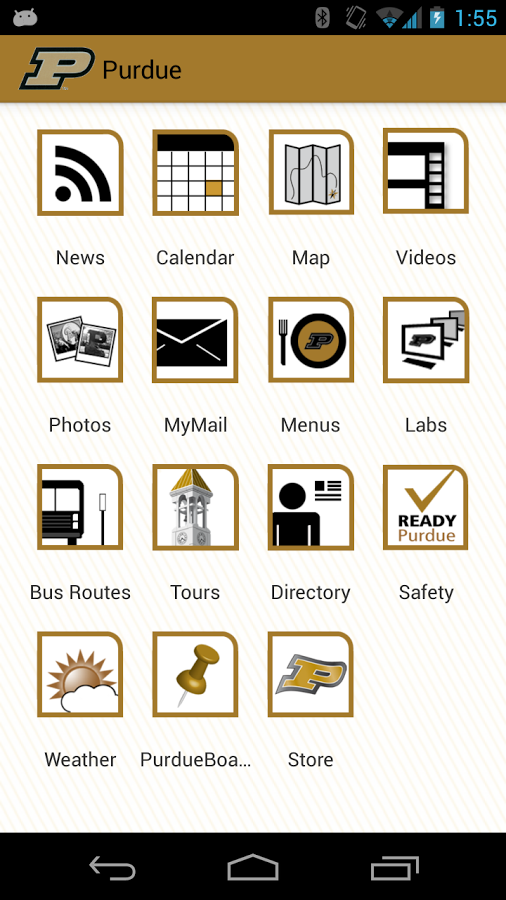 1:55
P Purdue
News Calendar Map Videos
Photos MyMail Menus Labs
READY
Purdue
Bus Routes Tours Directory Safety
Weather PurdueBoa... Store